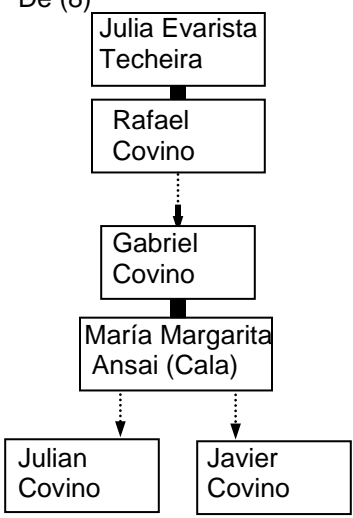 De (8)
Julia Evarista
Techeira
Rafael
Covino
Gabriel
Covino
María Margarita
Ansai (Cala)
Julian
Covino
Javier
Covino